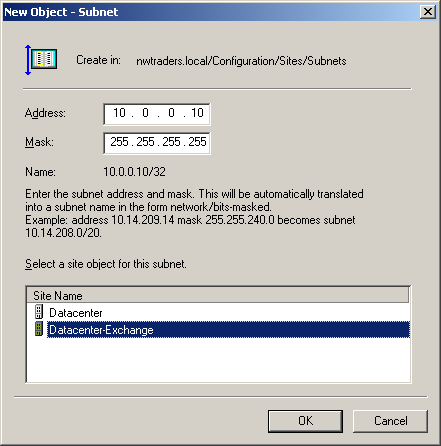 New Object - Subnet
Create in: nwtraders.local/Configuration/Sites/Subnets
Address: 10 . 0 . 0 . 10
Mask: 255 . 255 . 255 . 255
Name: 10.0.0.10/32
Enter the subnet address and mask. This will be automatically translated
into a subnet name in the form network/bits-masked.
Example: address 10.14.209.14 mask 255.255.240.0 becomes subnet
10.14.208.0/20.
Select a site object for this subnet.
Site Name
Datacenter
Datacenter-Exchange
OK Cancel